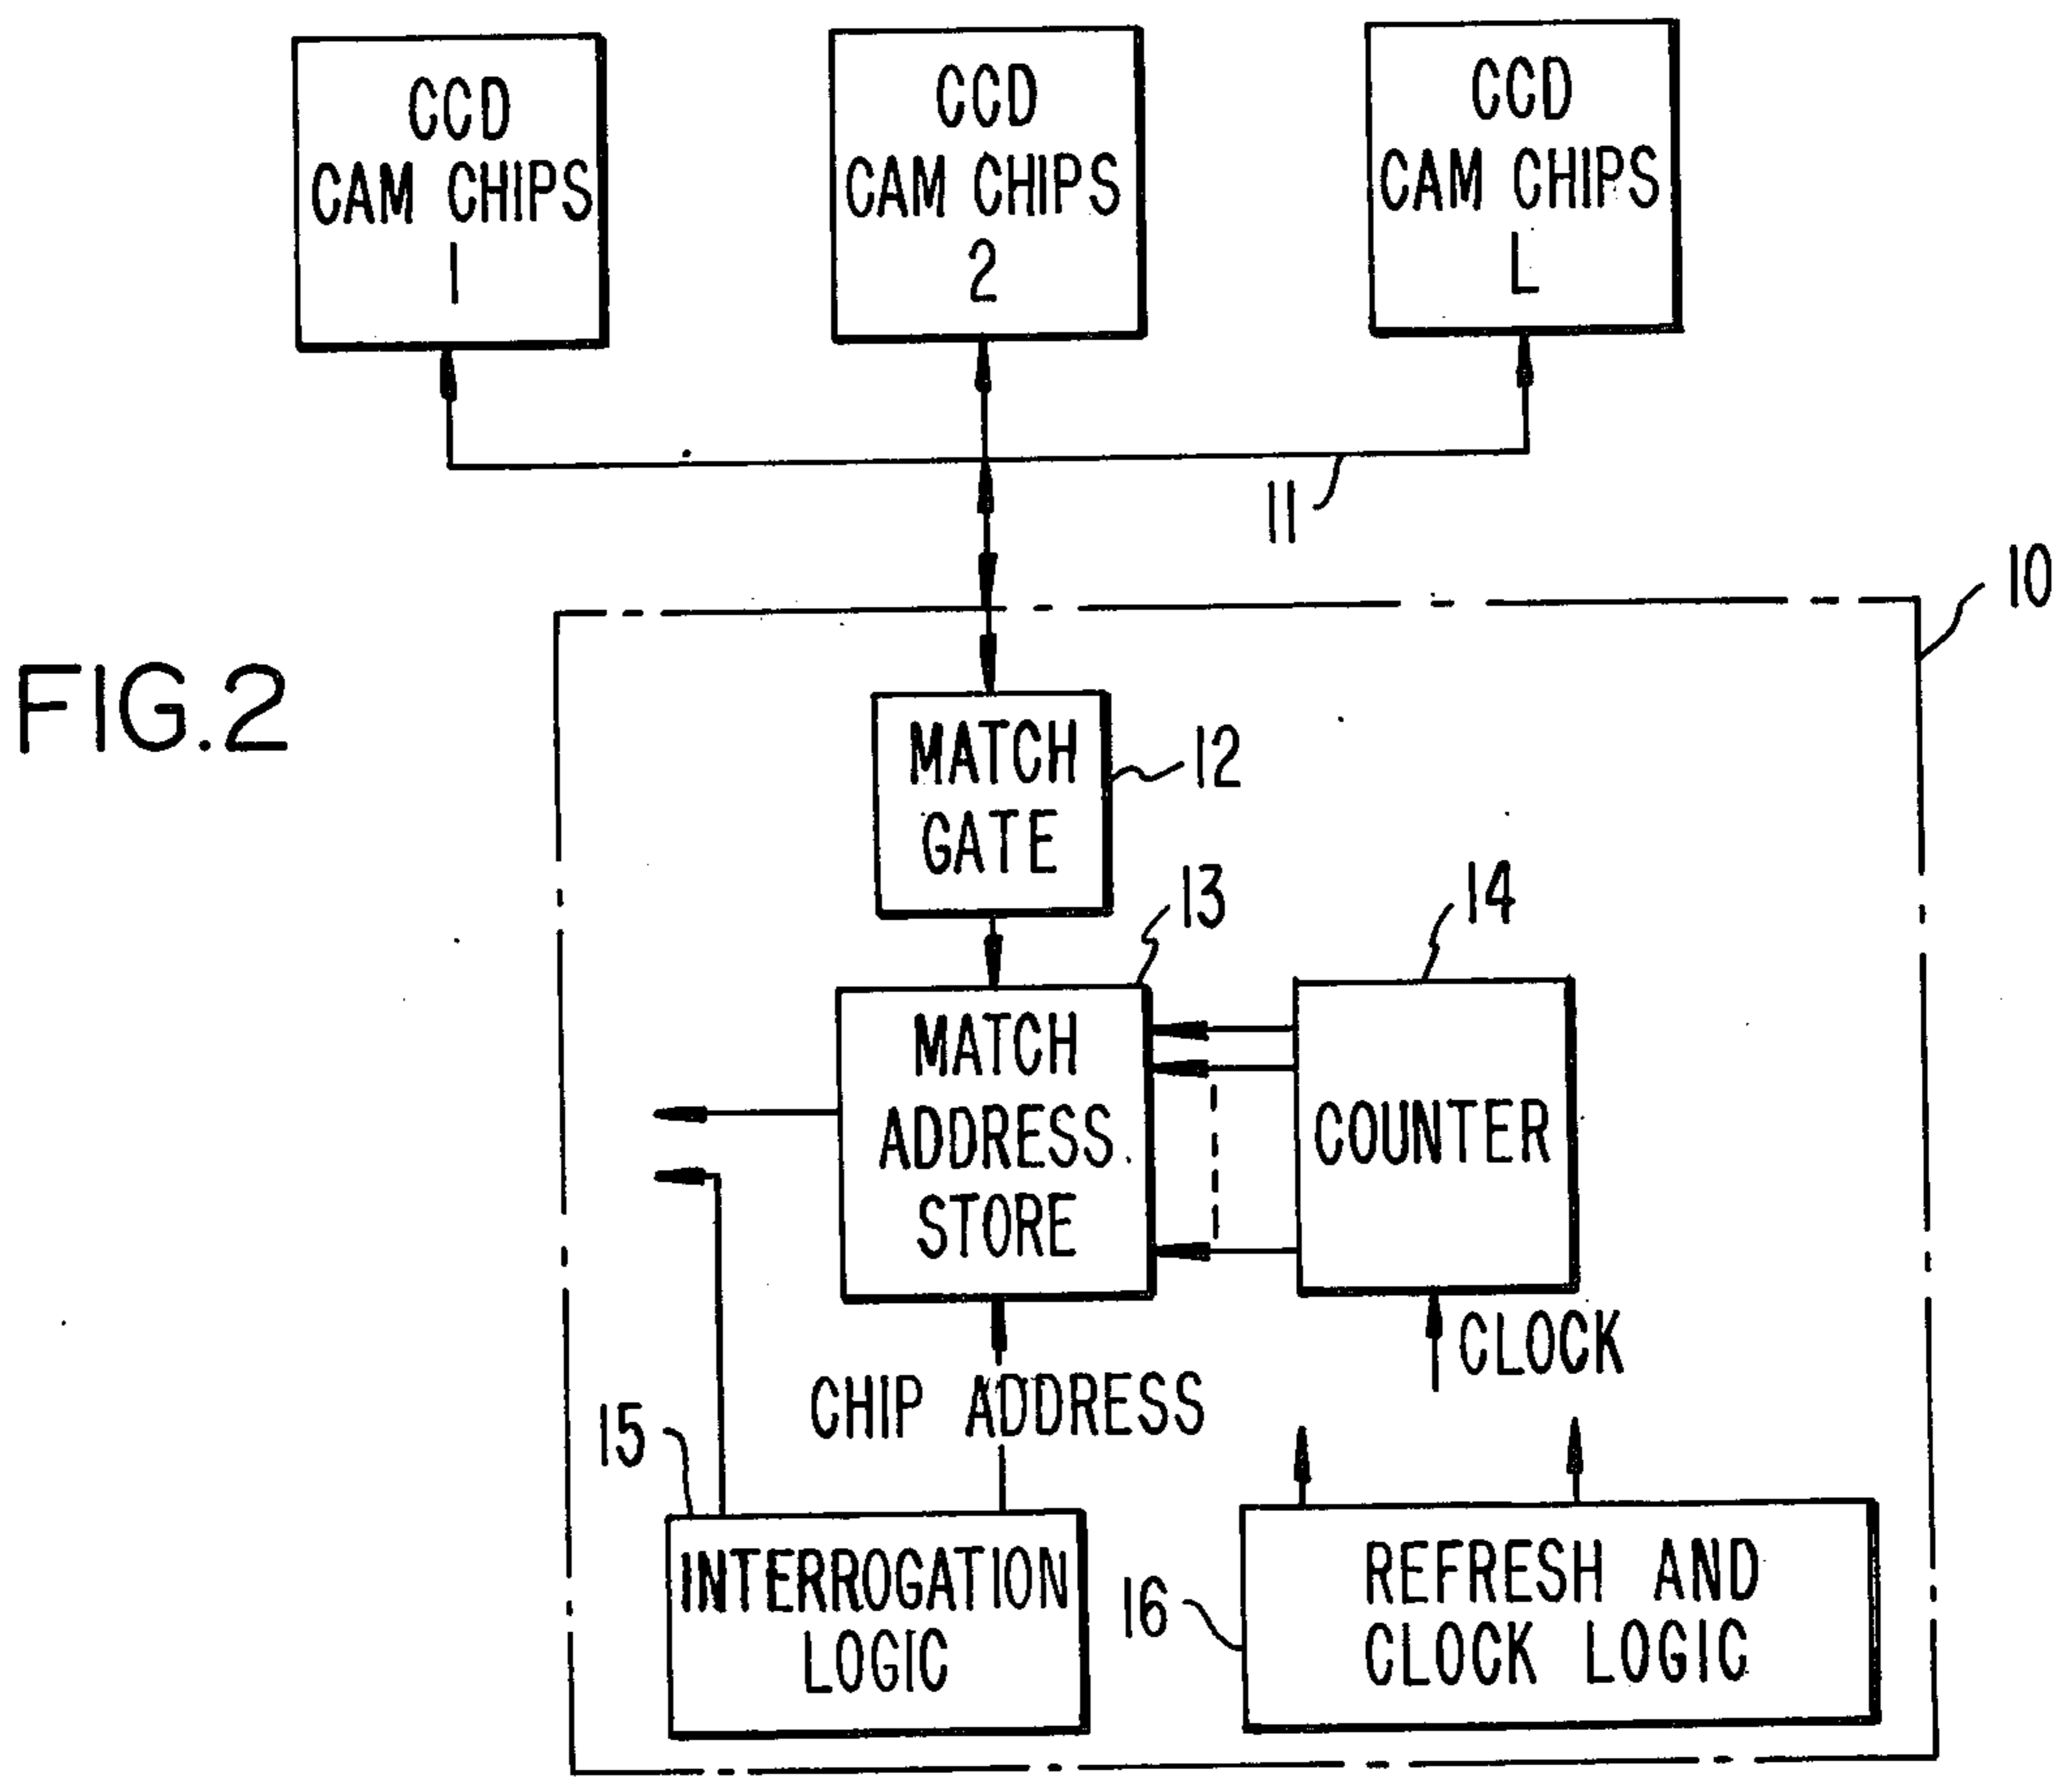 CCD
CAM CHIPS
1
CCD
CAM CHIPS
2
CCD
CAM CHIPS
L
11
10
FIG.2
MATCH
GATE
12
13
14
MATCH
ADDRESS
STORE
COUNTER
CLOCK
CHIP ADDRESS
15
INTERROGATION
LOGIC
16
REFRESH AND
CLOCK LOGIC